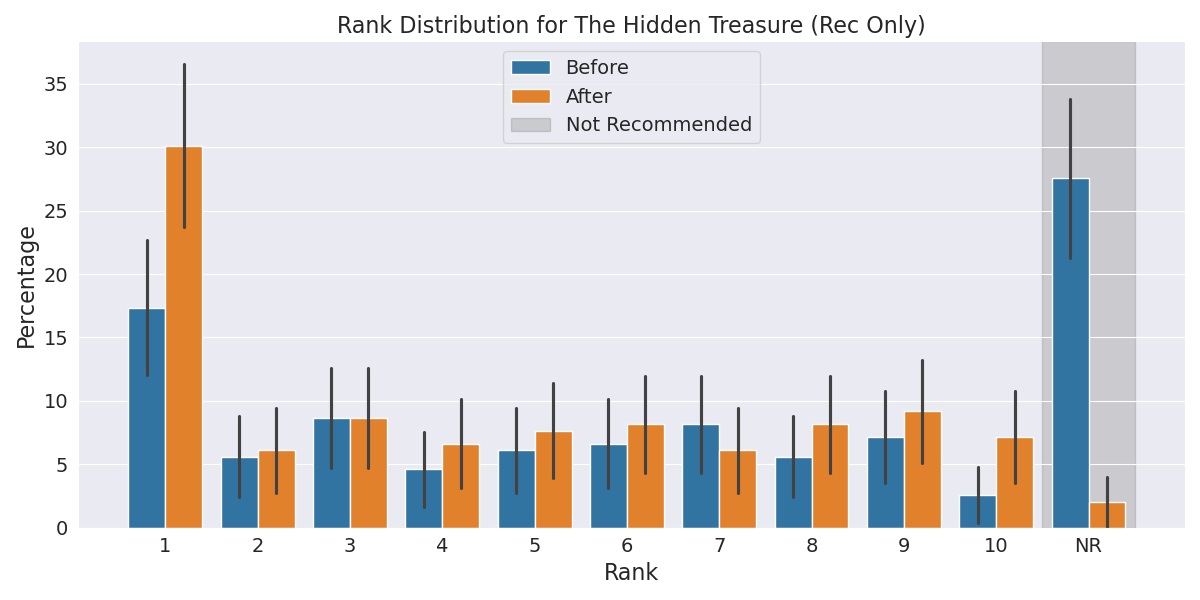 Rank Distribution for The Hidden Treasure (Rec Only)
Before
After
Not Recommended
Percentage
35
30
25
20
15
10
5
0
1 2 3 4 5 6 7 8 9 10 NR
Rank